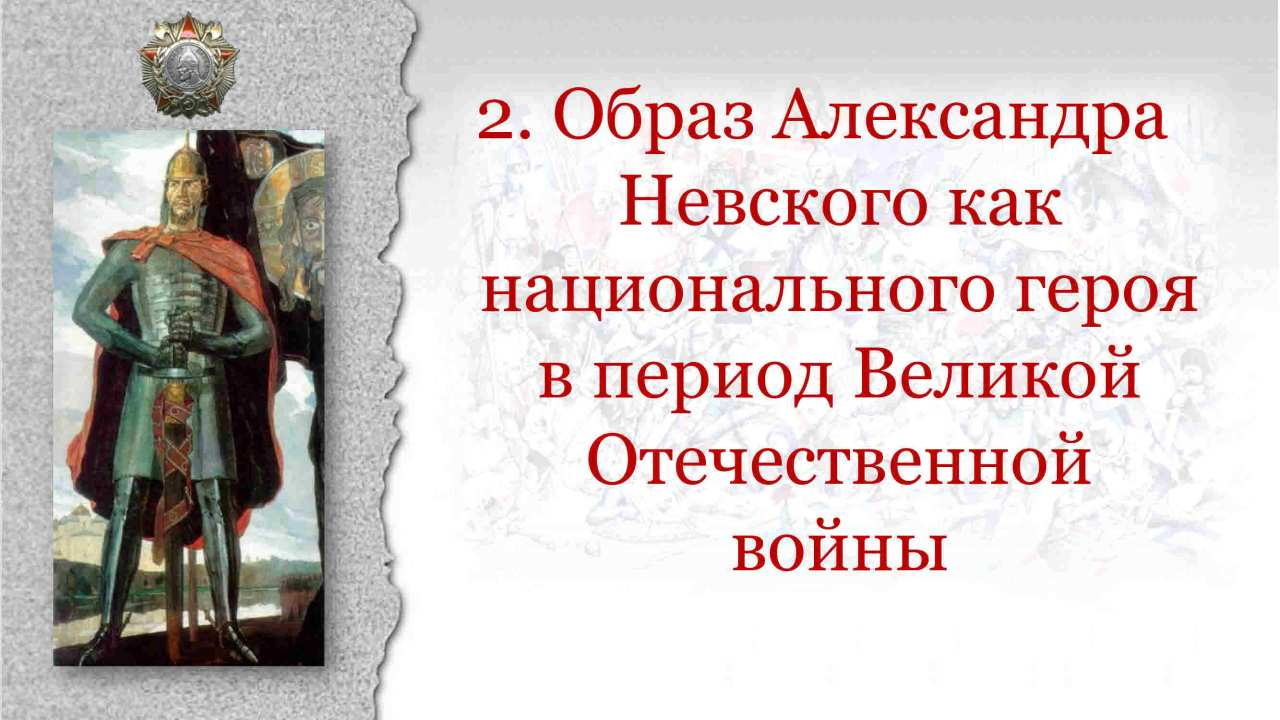 2. Образ Александра
Невского как
национального героя
в период Великой
Отечественной
войны